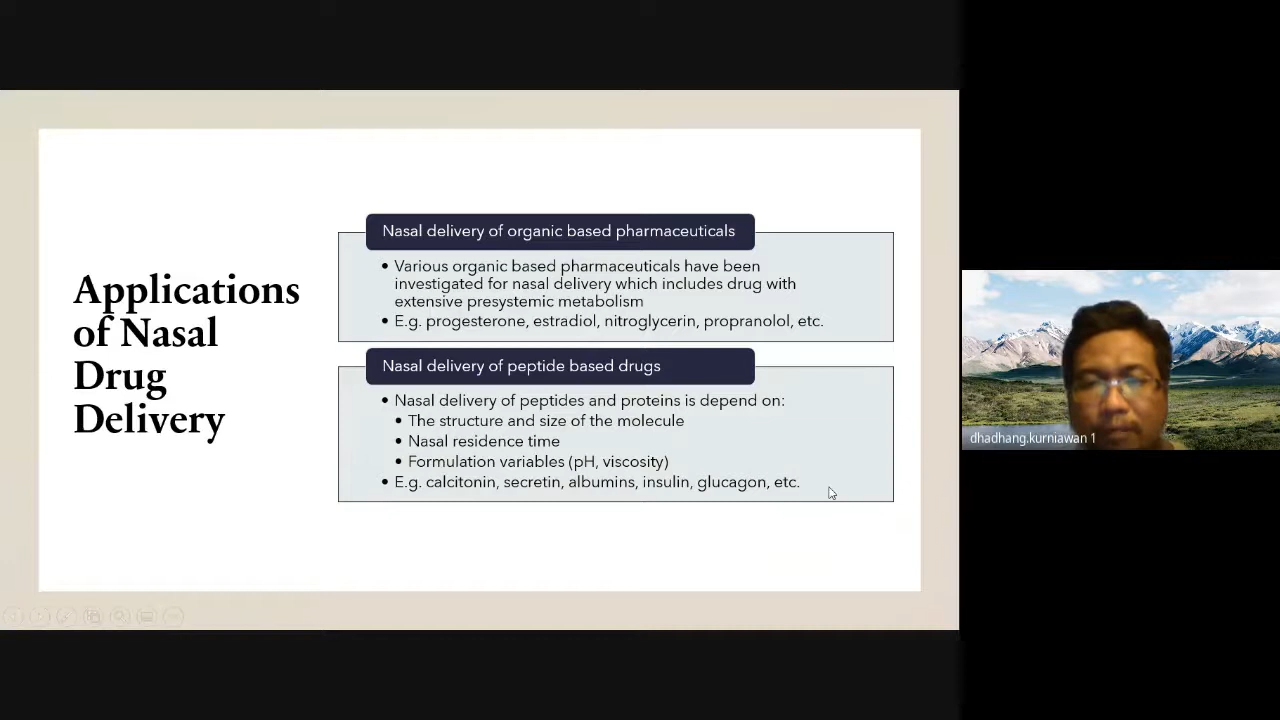 Applications
of Nasal
Drug
Delivery
Nasal delivery of organic based pharmaceuticals
• Various organic based pharmaceuticals have been
investigated for nasal delivery which includes drug with
extensive presystemic metabolism
• E.g. progesterone, estradiol, nitroglycerin, propranolol, etc.
Nasal delivery of peptide based drugs
• Nasal delivery of peptides and proteins is depend on:
• The structure and size of the molecule
• Nasal residence time
• Formulation variables (pH, viscosity)
• E.g. calcitonin, secretin, albumins, insulin, glucagon, etc.
dhadhang.kurniawan 1